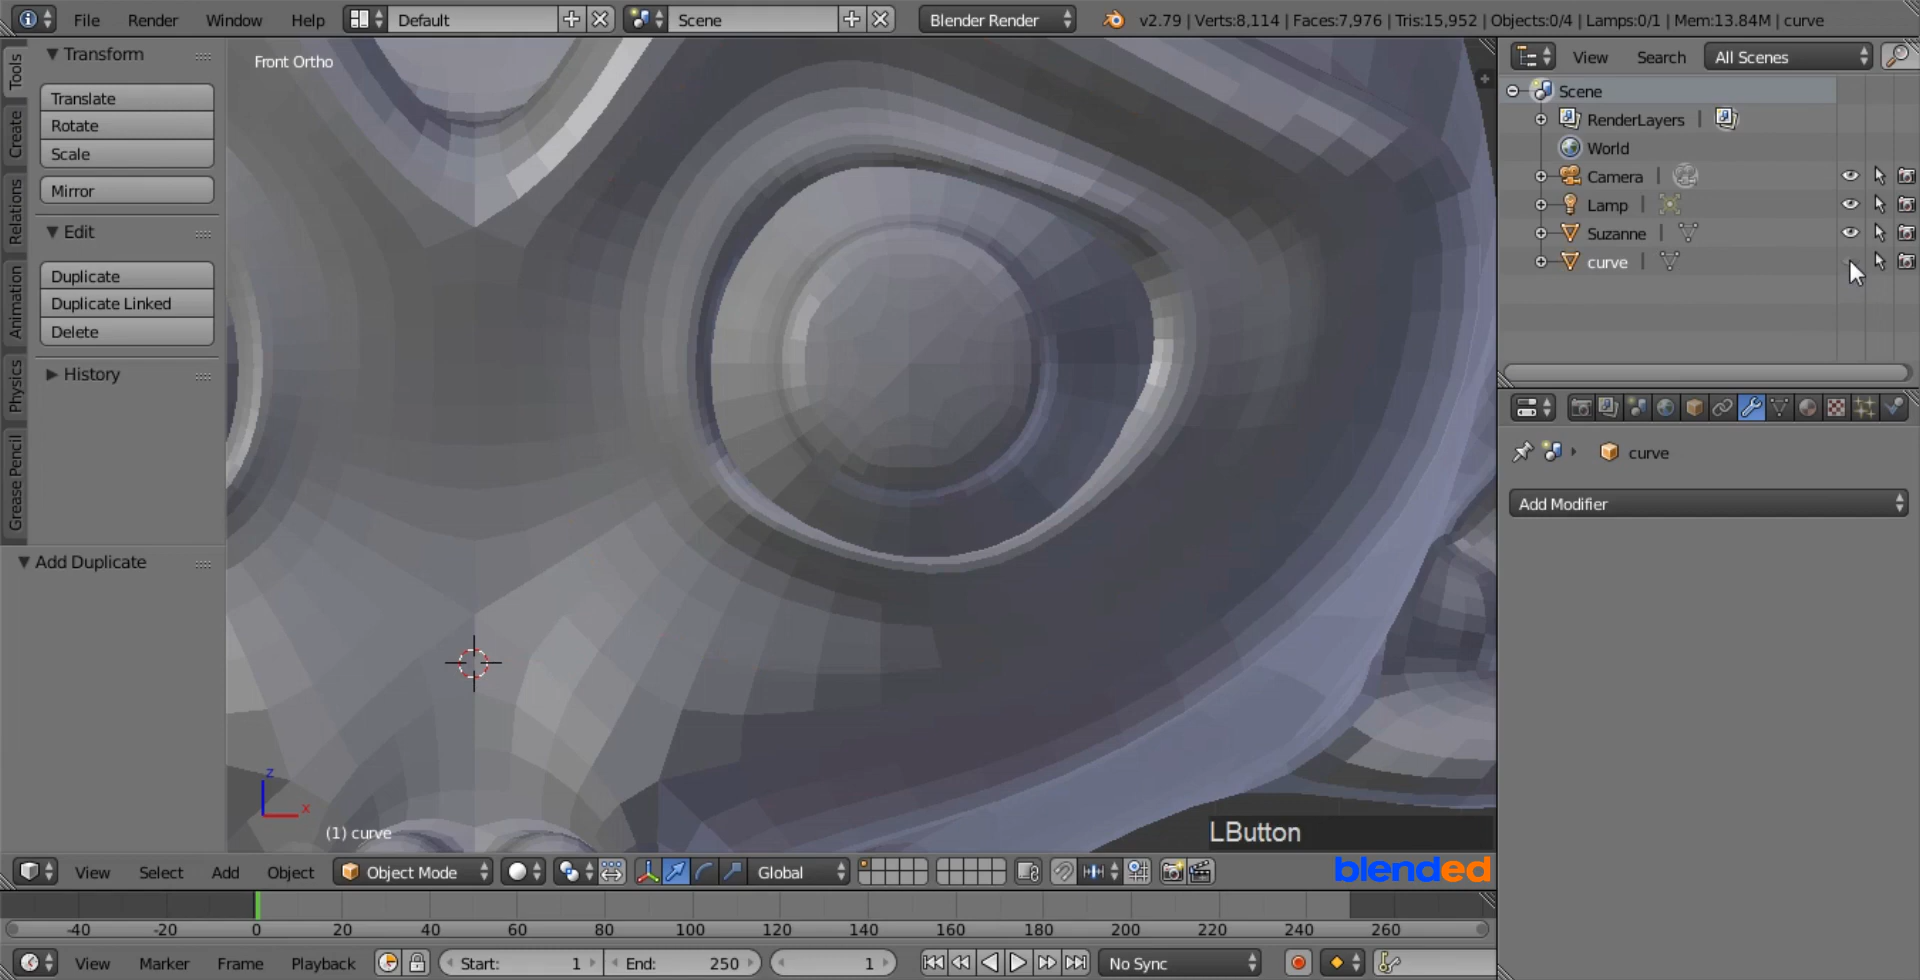 File Render Window Help Default Scene Blender Render v2.79 | Verts:8,114 | Faces:7,976 | Tris:15,952 | Objects:0/4 | Lamps:0/1 | Mem:13.84M | curve
Tools
Create
Relations
Animation
Physics
Grease Pencil
Transform
Translate
Rotate
Scale
Mirror
Edit
Duplicate
Duplicate Linked
Delete
History
Add Duplicate
Front Ortho
z
x
(1) curve
LButton
blended
View Search All Scenes
Scene
RenderLayers
World
Camera
Lamp
Suzanne
curve
curve
Add Modifier
View Select Add Object Object Mode Global
-40 -20 0 20 40 60 80 100 120 140 160 180 200 220 240 260
View Marker Frame Playback Start: 1 End: 250 1 No Sync